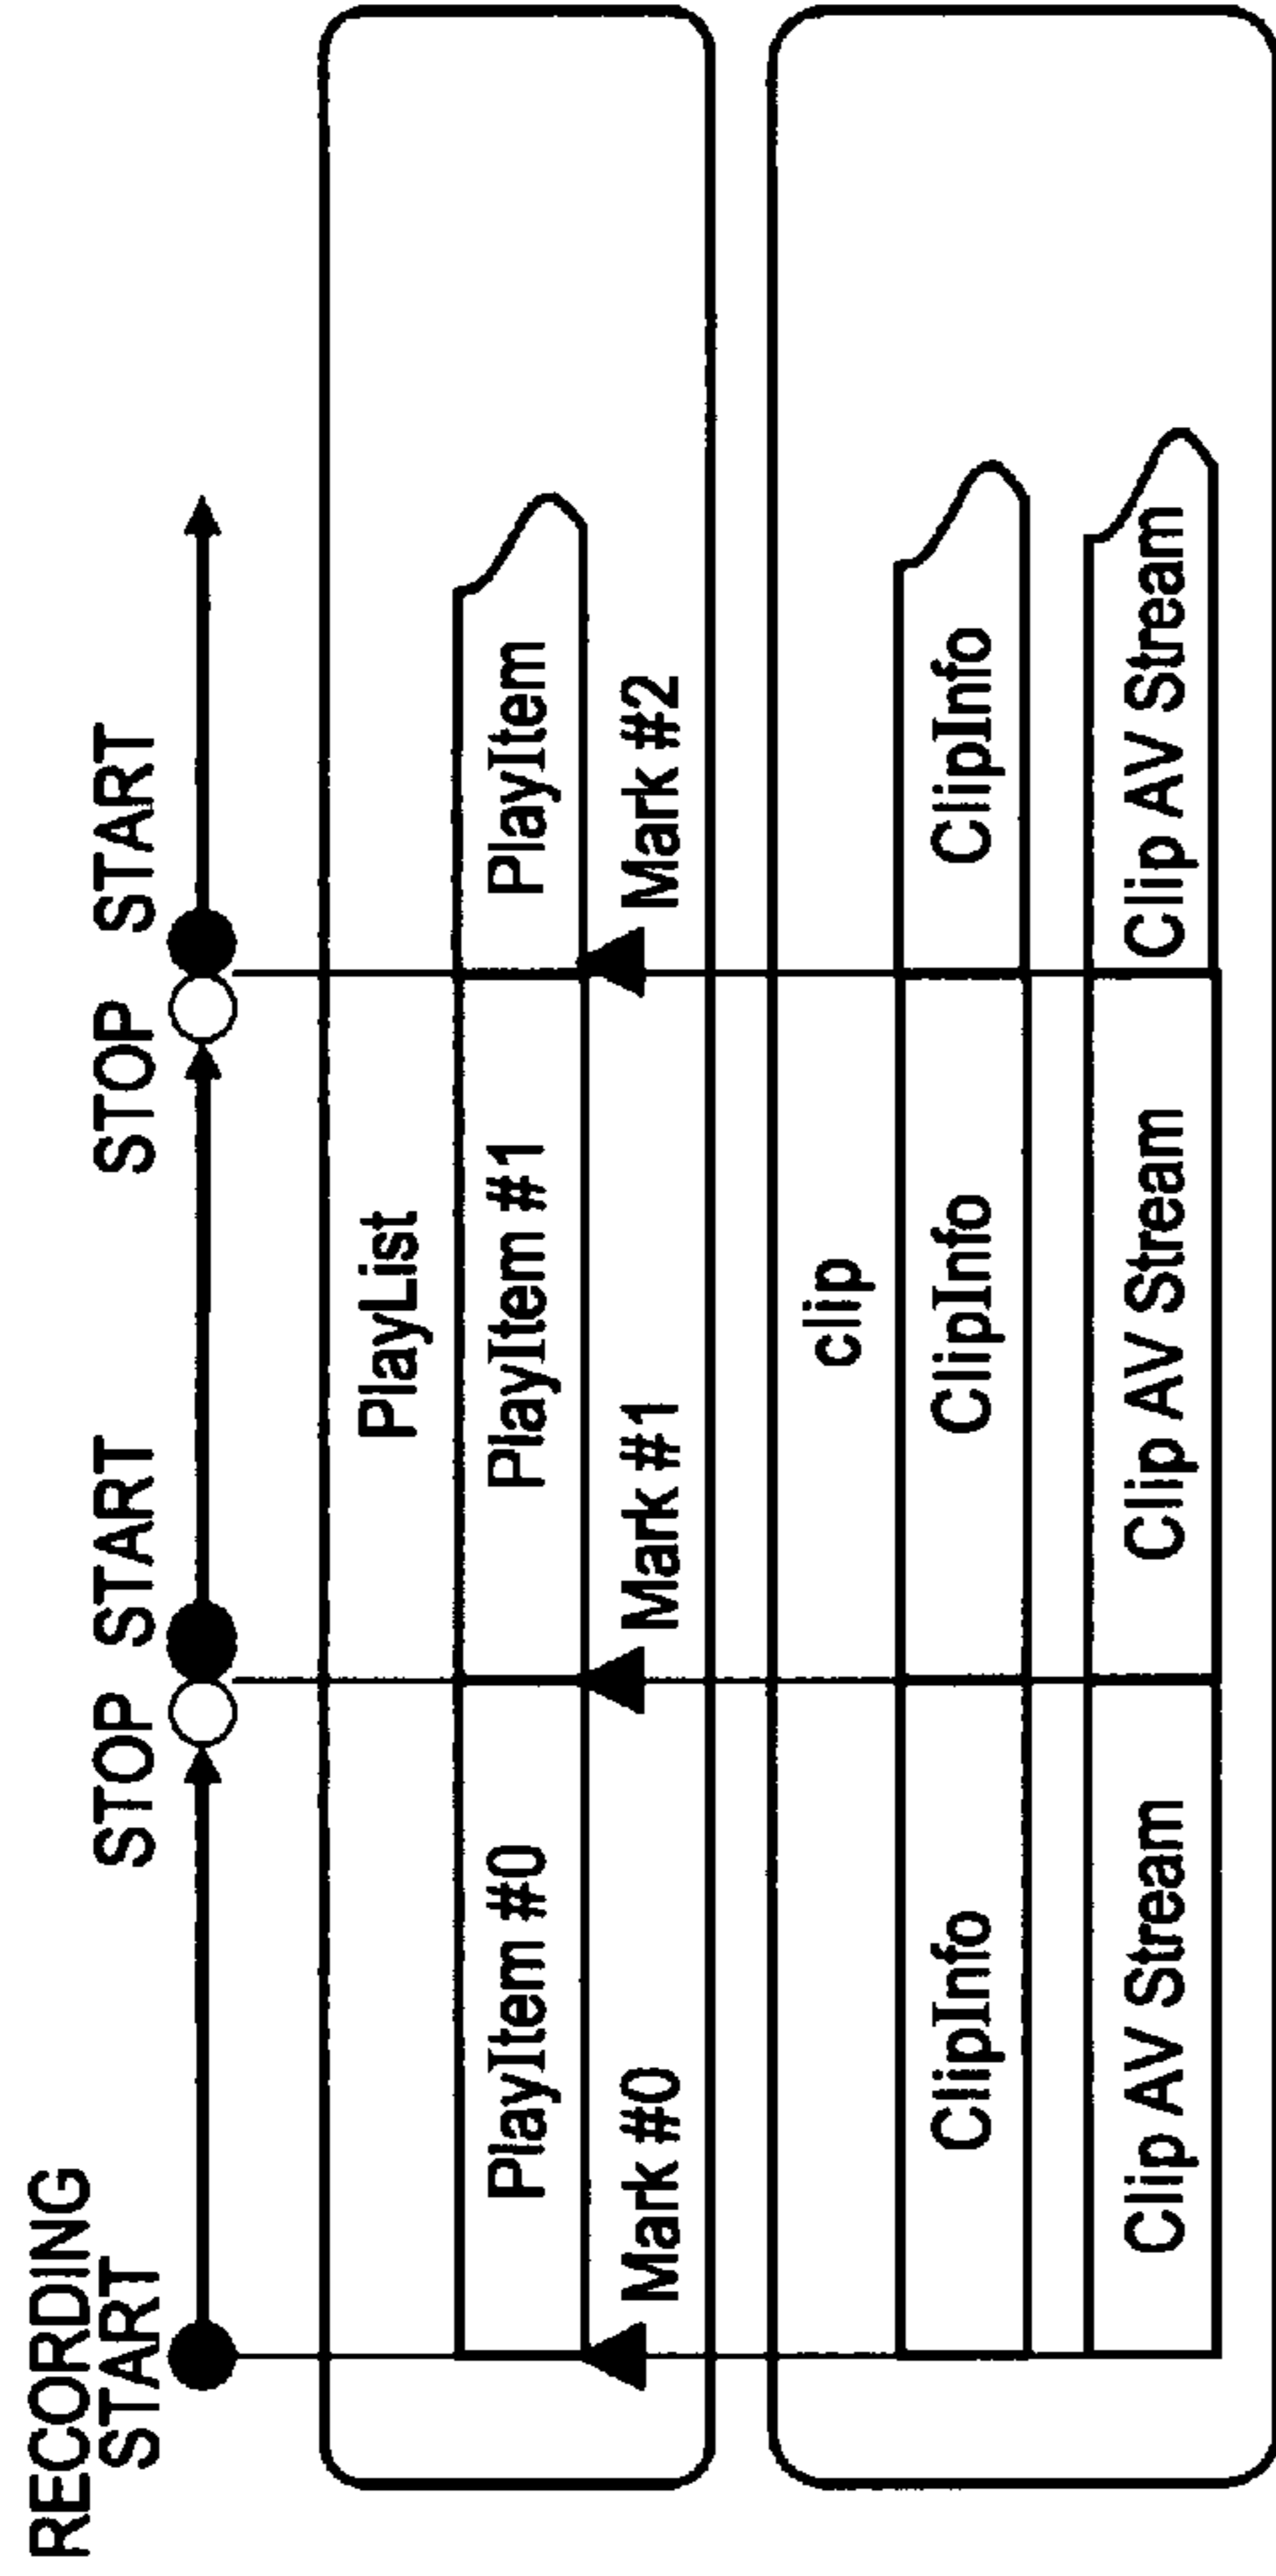 RECORDING
START
STOP START
STOP START
PlayList
PlayItem #0
PlayItem #1
PlayItem
Mark #0
Mark #1
Mark #2
clip
ClipInfo
ClipInfo
ClipInfo
Clip AV Stream
Clip AV Stream
Clip AV Stream